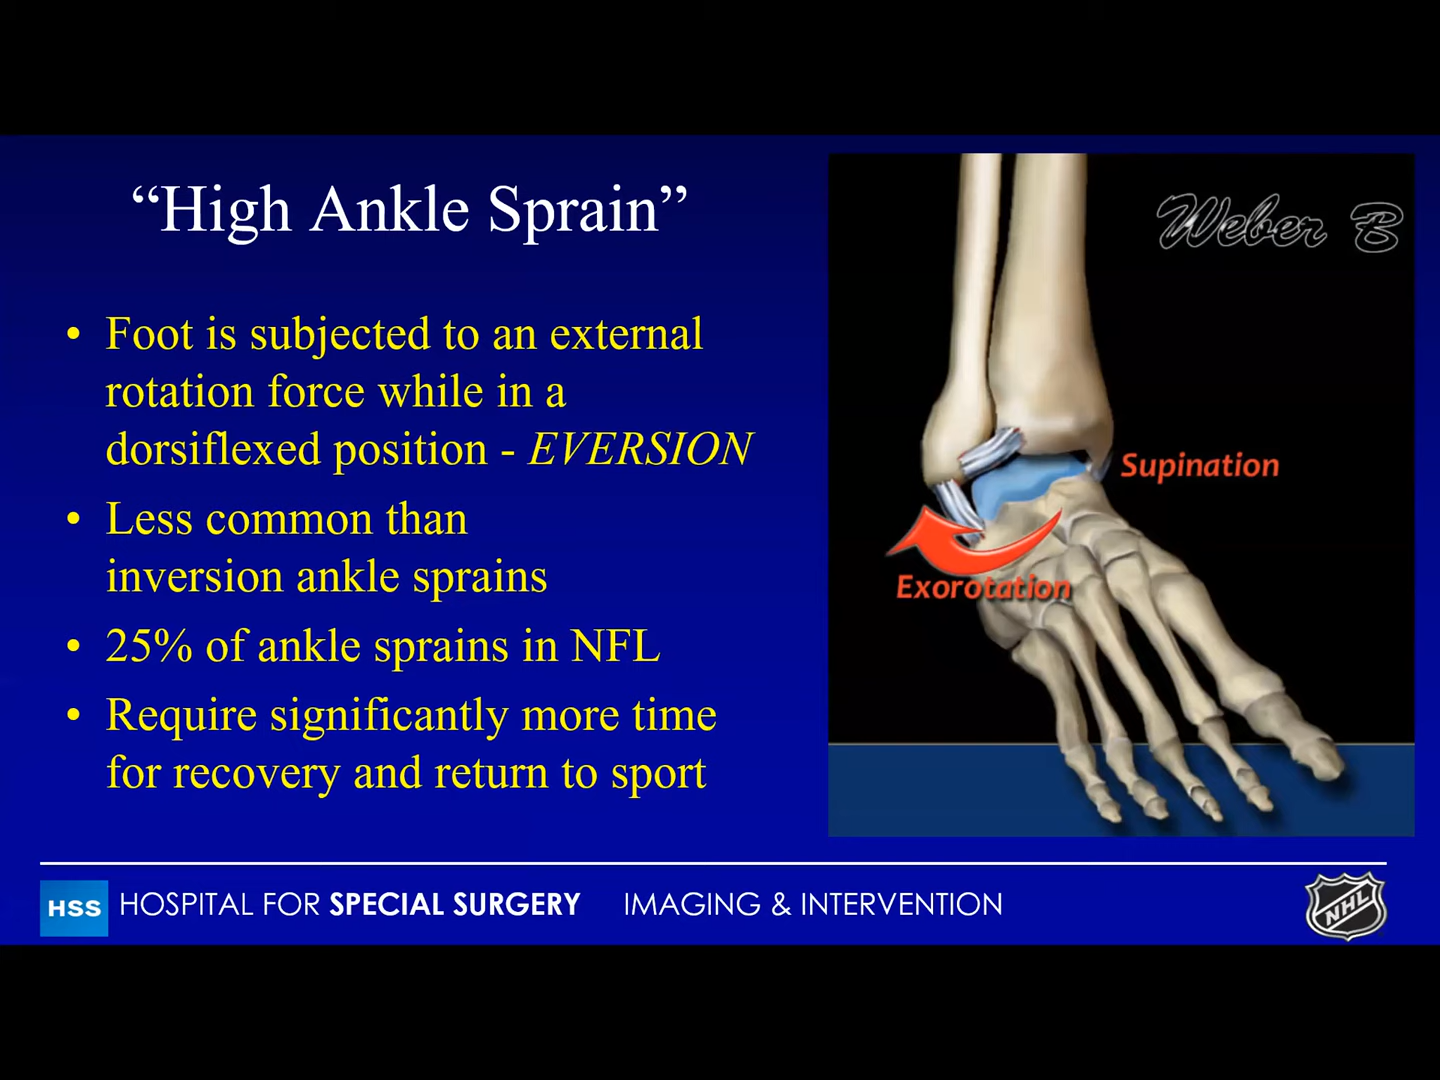 “High Ankle Sprain”
• Foot is subjected to an external
rotation force while in a
dorsiflexed position - EVERSION
• Less common than
inversion ankle sprains
• 25% of ankle sprains in NFL
• Require significantly more time
for recovery and return to sport
Weber B
Supination
Exorotation
HSS HOSPITAL FOR SPECIAL SURGERY IMAGING & INTERVENTION
NHL